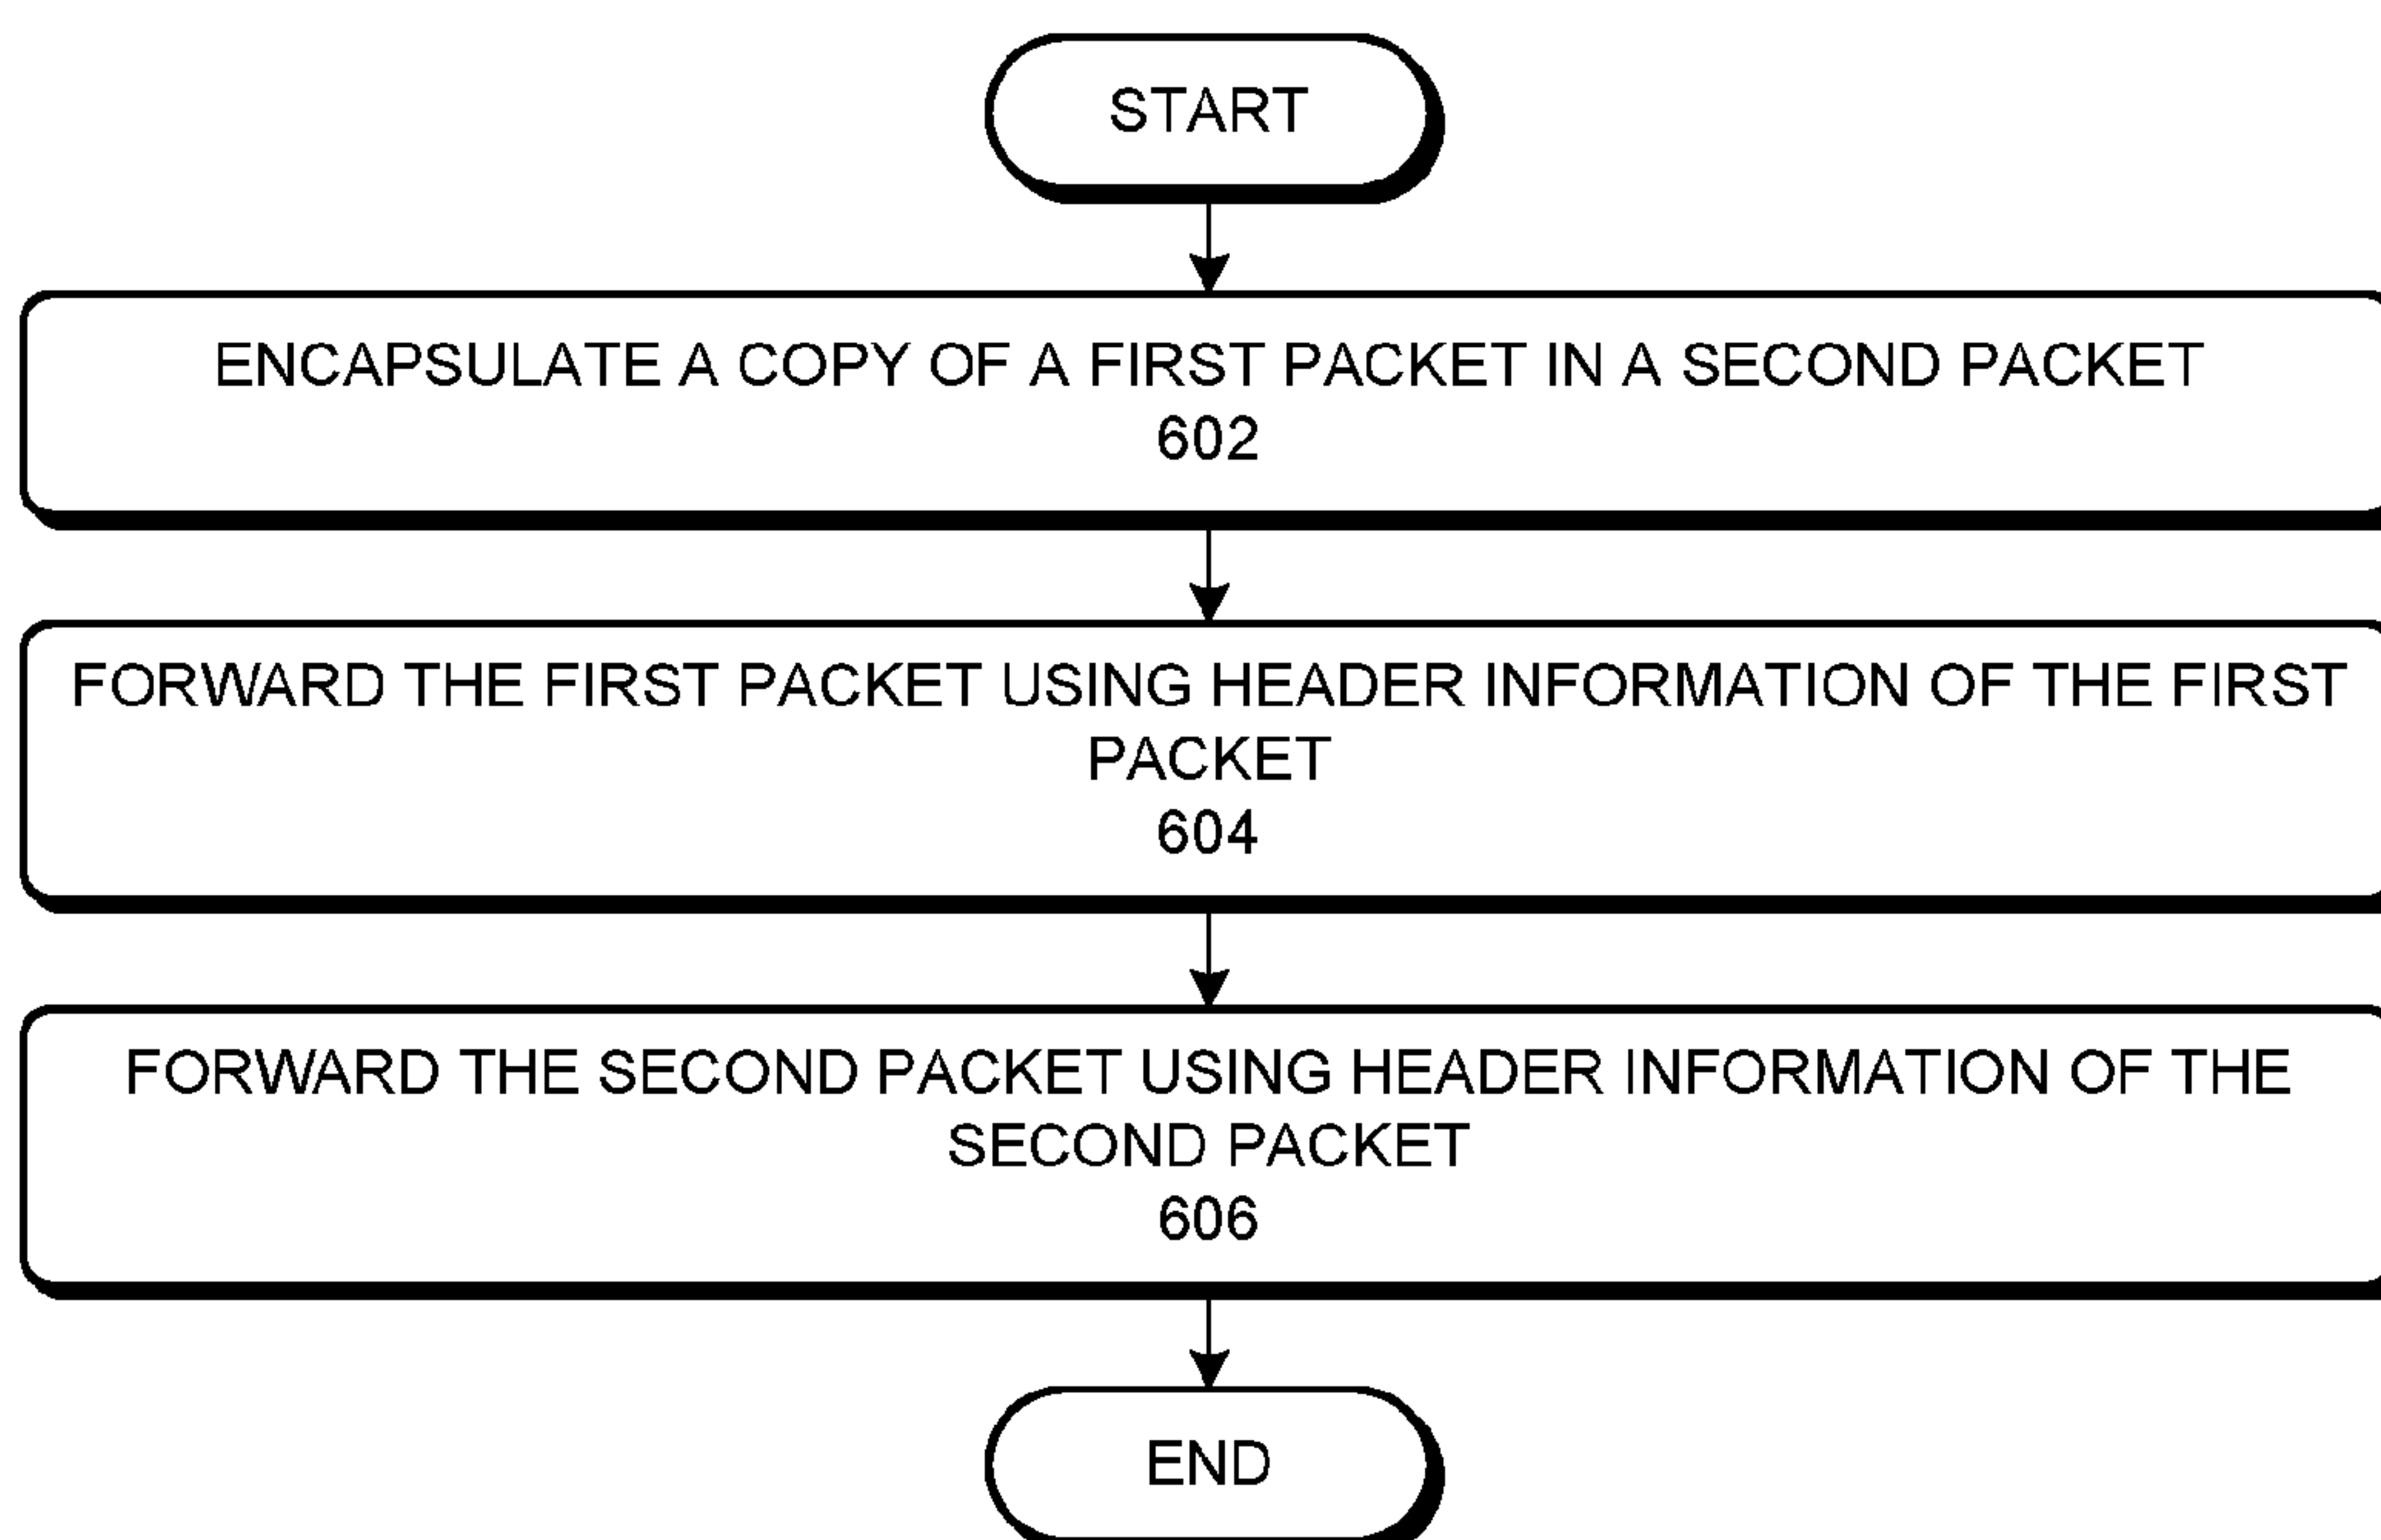 START
ENCAPSULATE A COPY OF A FIRST PACKET IN A SECOND PACKET
602
FORWARD THE FIRST PACKET USING HEADER INFORMATION OF THE FIRST
PACKET
604
FORWARD THE SECOND PACKET USING HEADER INFORMATION OF THE
SECOND PACKET
606
END